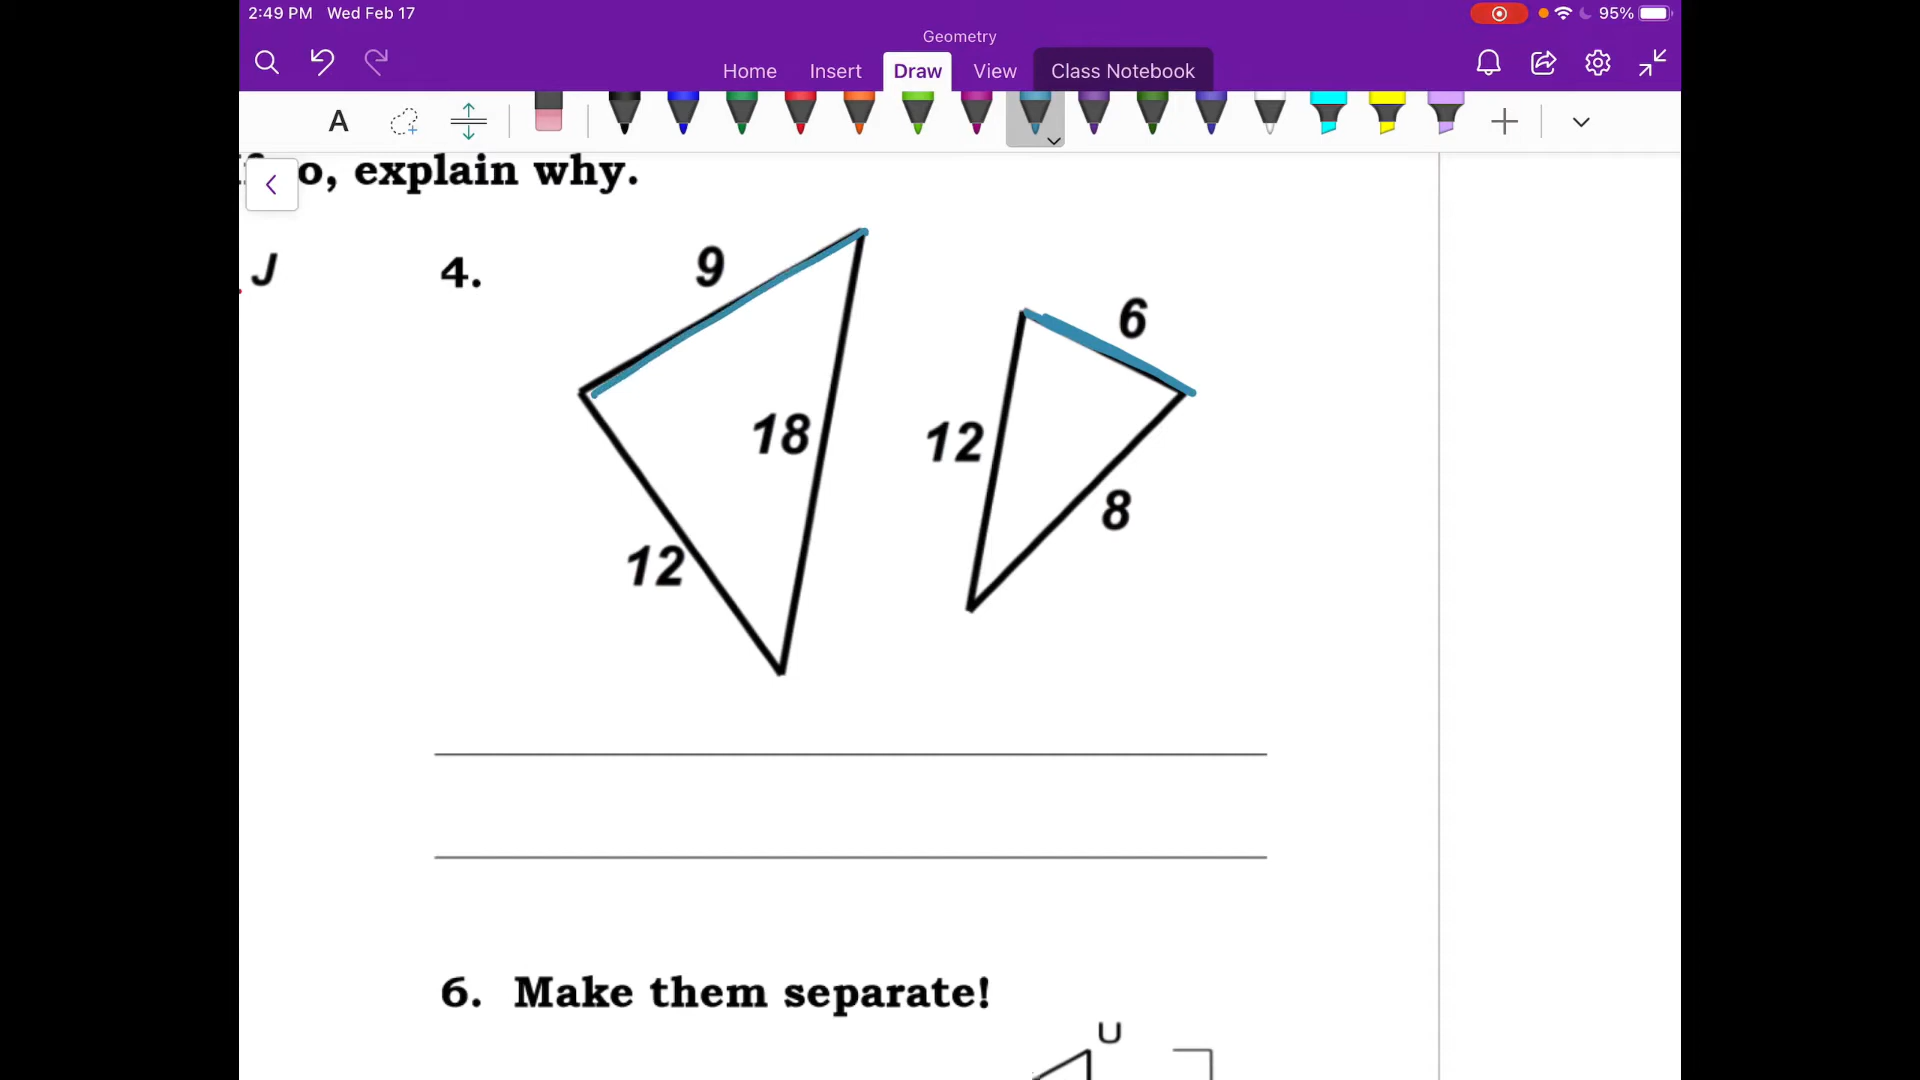 2:49 PM Wed Feb 17
95%
Geometry
Home Insert Draw View Class Notebook
A
o, explain why.
J
4.
9
6
18
12
8
12
6. Make them separate!
U